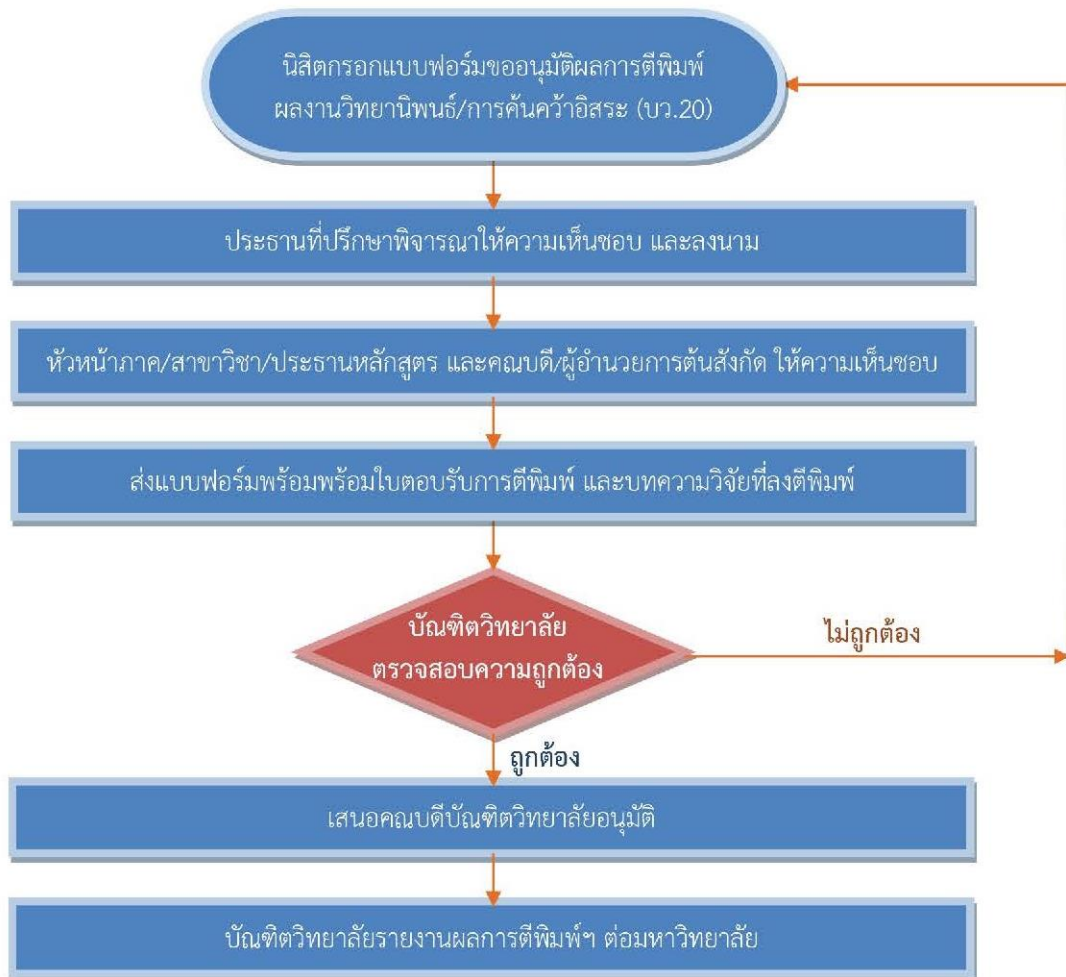 นิสิตกรอกแบบฟอร์มขออนุมัติผลการตีพิมพ์
ผลงานวิทยานิพนธ์/การค้นคว้าอิสระ (บว.20)
ประธานที่ปรึกษาพิจารณาให้ความเห็นชอบ และลงนาม
หัวหน้าภาค/สาขาวิชา/ประธานหลักสูตร และคณบดี/ผู้อำนวยการต้นสังกัด ให้ความเห็นชอบ
ส่งแบบฟอร์มพร้อมพร้อมใบตอบรับการตีพิมพ์ และบทความวิจัยที่ลงตีพิมพ์
บัณฑิตวิทยาลัย
ตรวจสอบความถูกต้อง
ไม่ถูกต้อง
ถูกต้อง
เสนอคณบดีบัณฑิตวิทยาลัยอนุมัติ
บัณฑิตวิทยาลัยรายงานผลการตีพิมพ์ฯ ต่อมหาวิทยาลัย